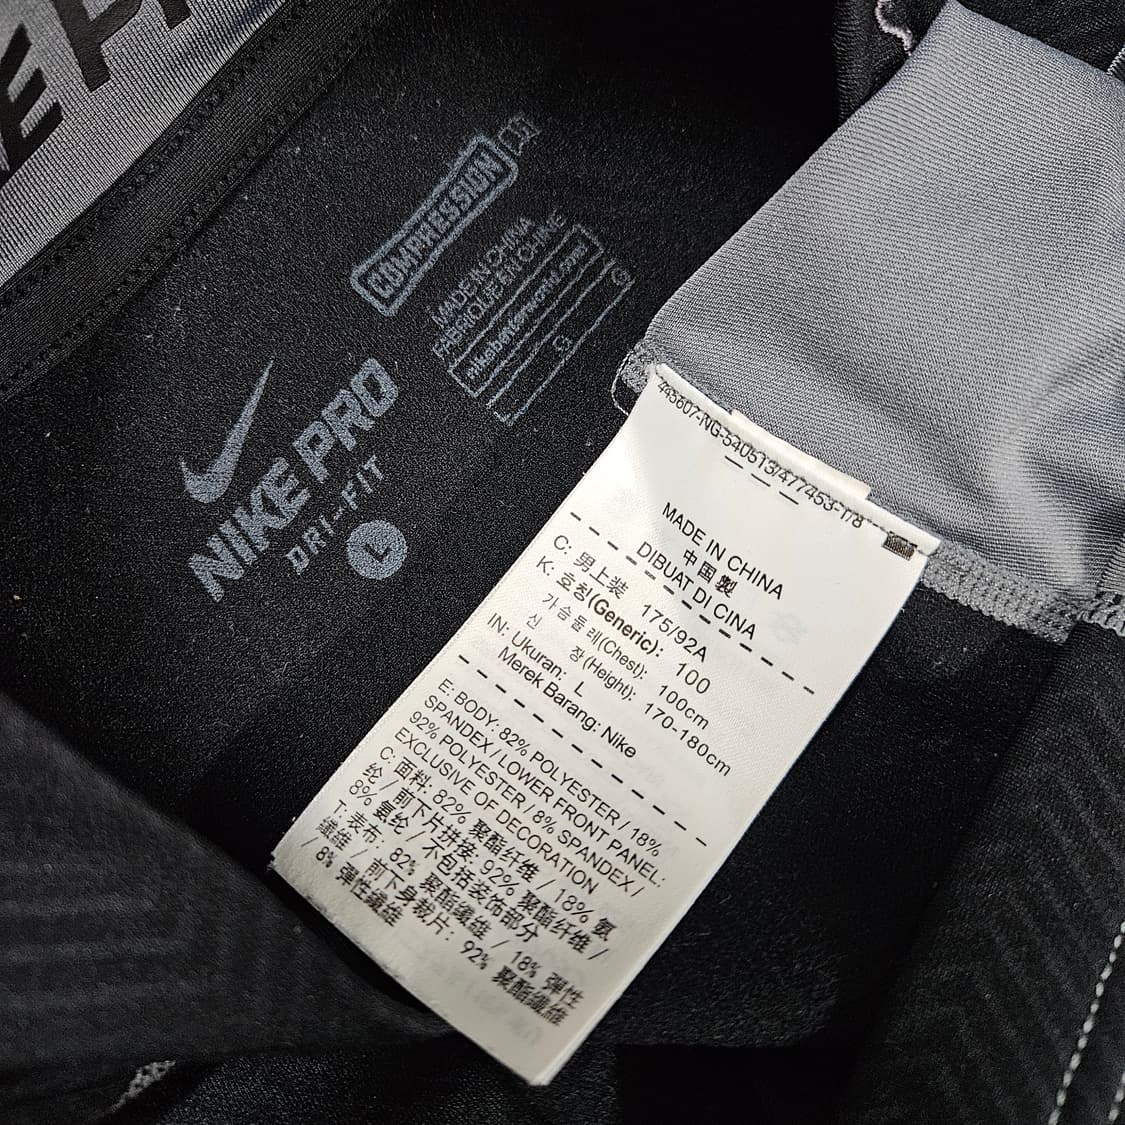 COMPRESSION
MADE IN CHINA
FABRIQUÉ EN CHINE
NIKE PRO
DRI-FIT
L
445607-NG-540513/477453-1/8
MADE IN CHINA
中国製
DIBUAT DI CINA
C: 男上装 175/92A
K: 호칭(Generic): 100
가슴둘레(Chest): 100cm
신 장(Height): 170-180cm
IN: Ukuran: L
Merek Barang: Nike
E: BODY: 82% POLYESTER / 18%
SPANDEX / LOWER FRONT PANEL:
92% POLYESTER / 8% SPANDEX /
EXCLUSIVE OF DECORATION
C: 面料: 82% 聚酯纤维 / 18% 氨
纶 / 前下片拼接: 92% 聚酯纤维 /
8% 氨纶 / 不包括装饰部分
T: 表布: 82% 聚酯纖維 / 18% 彈性
纖維 / 前下身裁片: 92% 聚酯纖維
/ 8% 彈性纖維